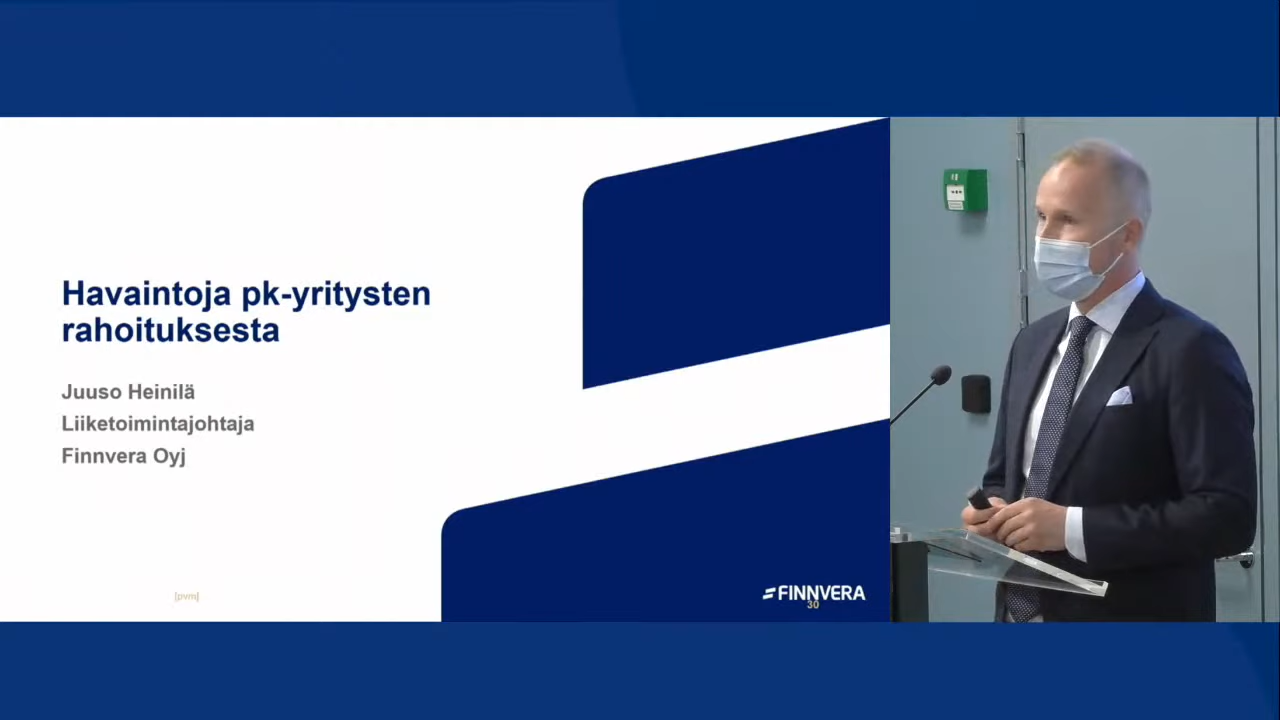 Havaintoja pk-yritysten
rahoituksesta
Juuso Heinilä
Liiketoimintajohtaja
Finnvera Oyj
[pvm]
FINNVERA
30